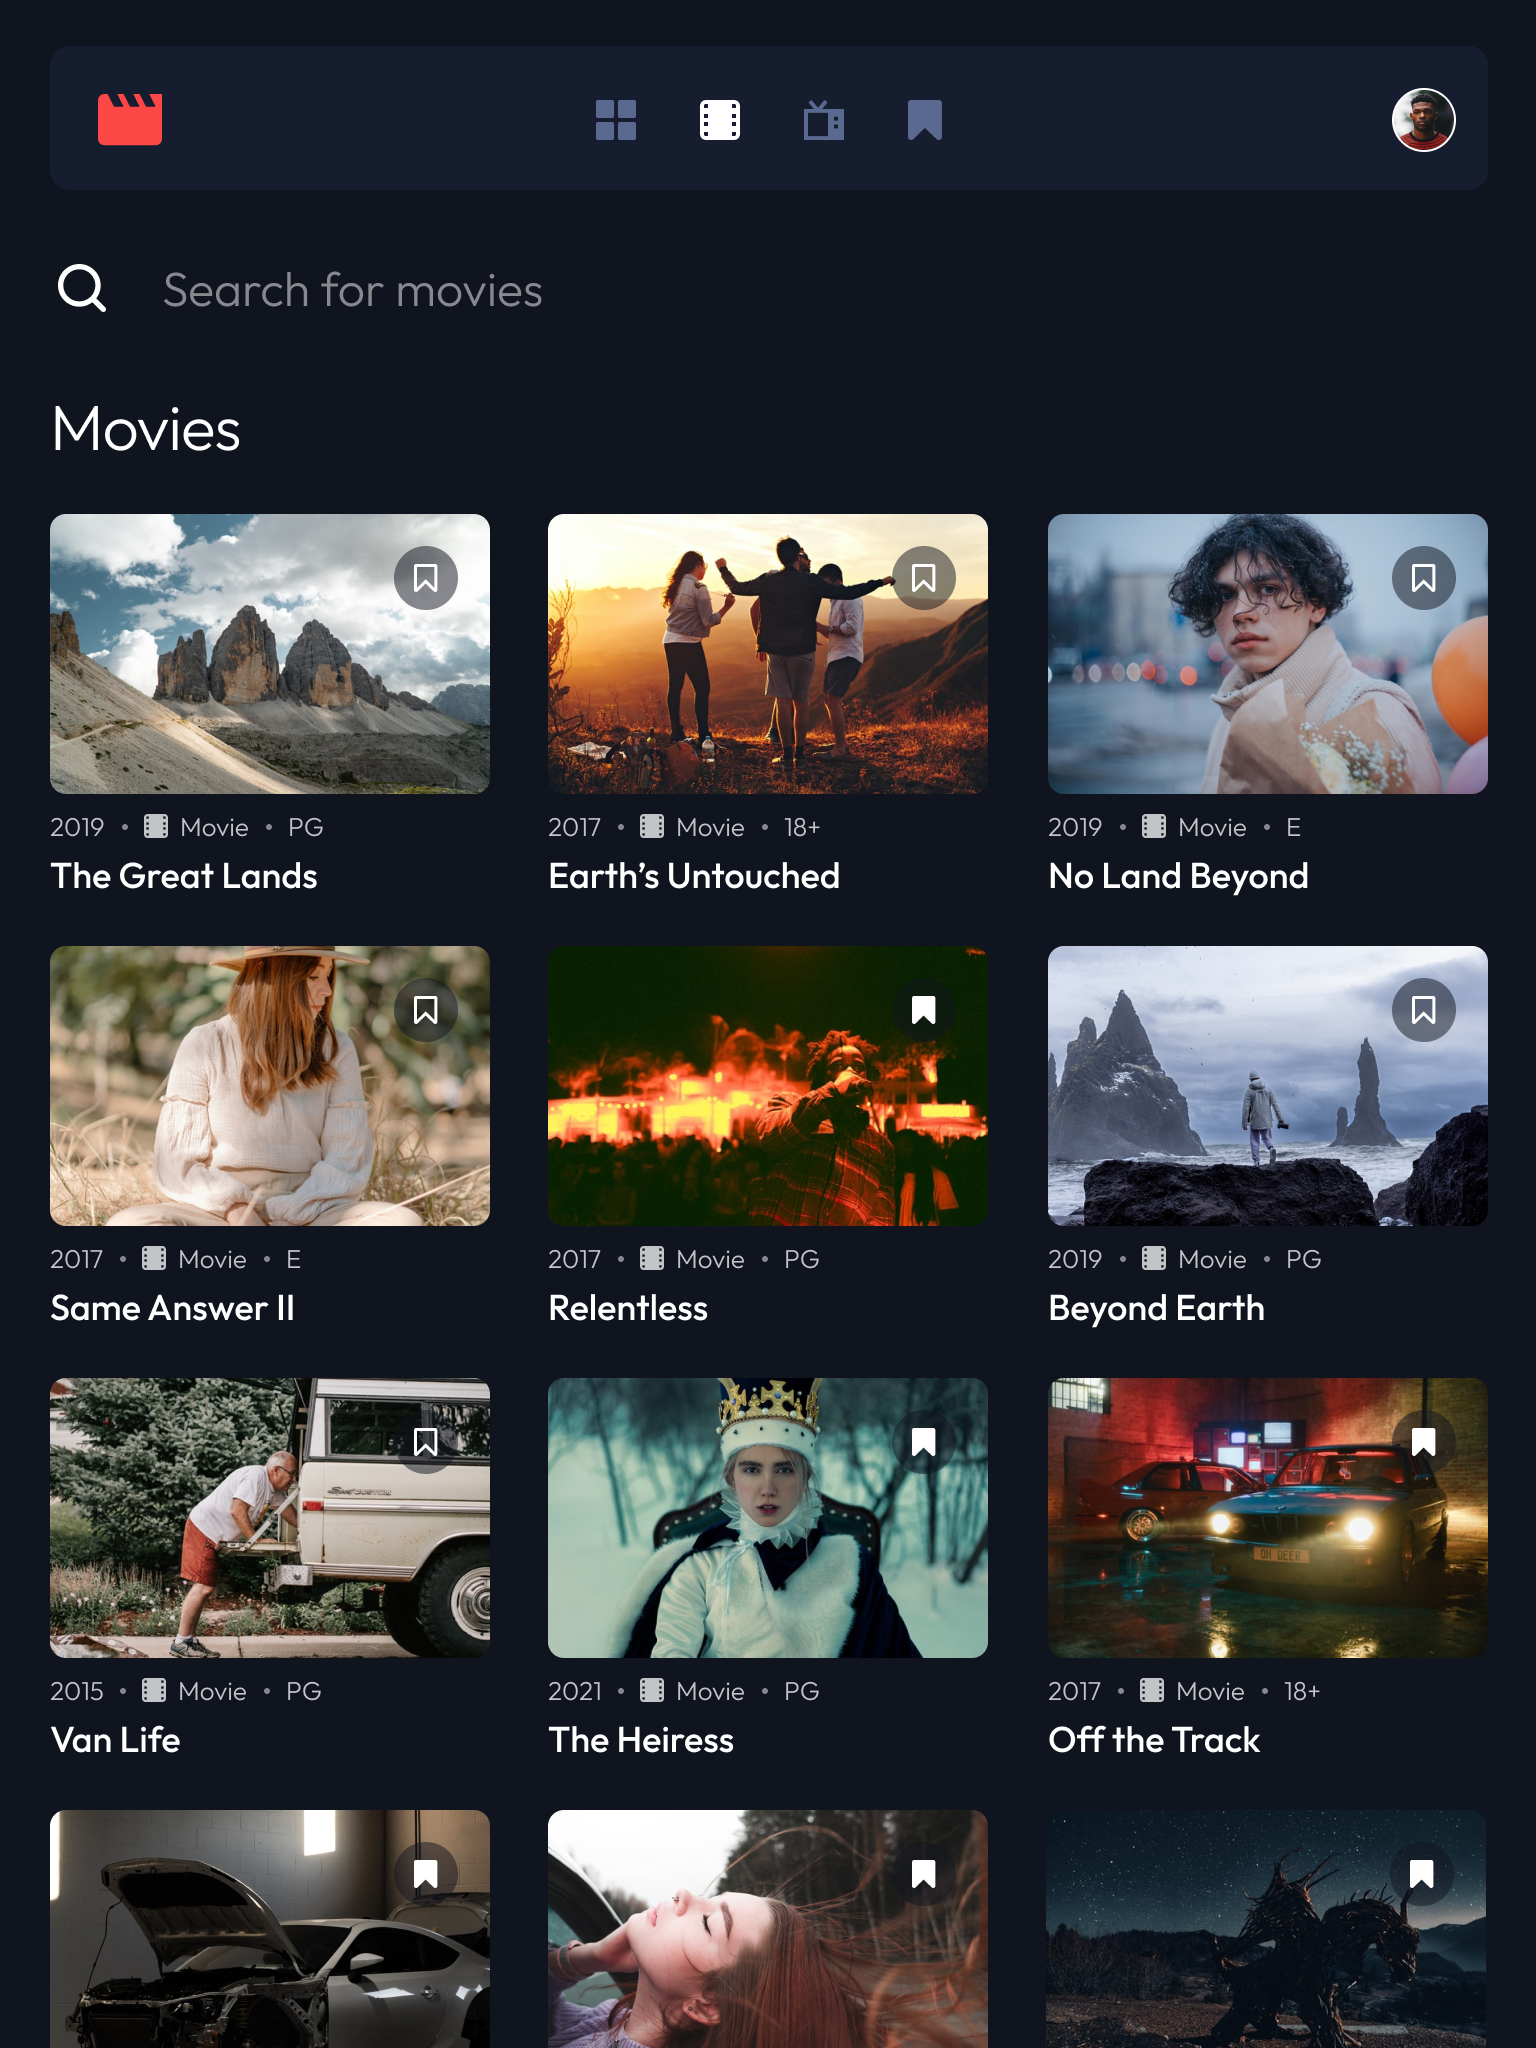 Search for movies
Movies
2019 • Movie • PG
The Great Lands
2017 • Movie • 18+
Earth’s Untouched
2019 • Movie • E
No Land Beyond
2017 • Movie • E
Same Answer II
2017 • Movie • PG
Relentless
2019 • Movie • PG
Beyond Earth
2015 • Movie • PG
Van Life
2021 • Movie • PG
The Heiress
OH DEER
2017 • Movie • 18+
Off the Track